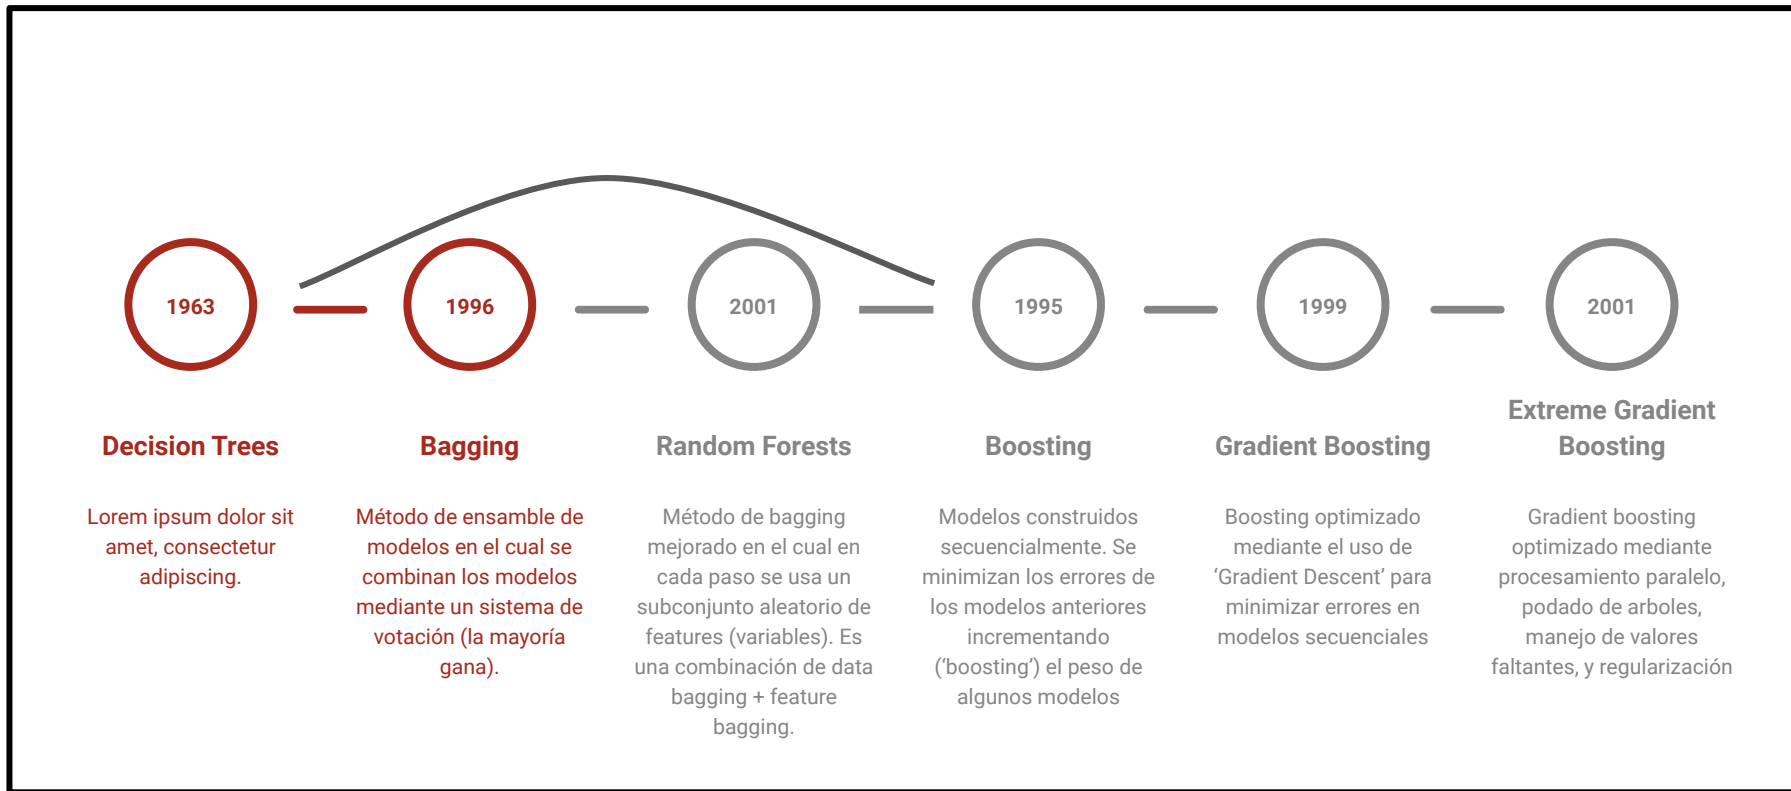 1963
Decision Trees
Lorem ipsum dolor sit
amet, consectetur
adipiscing.
1996
Bagging
Método de ensamble de
modelos en el cual se
combinan los modelos
mediante un sistema de
votación (la mayoría
gana).
2001
Random Forests
Método de bagging
mejorado en el cual en
cada paso se usa un
subconjunto aleatorio de
features (variables). Es
una combinación de data
bagging + feature
bagging.
1995
Boosting
Modelos construidos
secuencialmente. Se
minimizan los errores de
los modelos anteriores
incrementando
(‘boosting’) el peso de
algunos modelos
1999
Gradient Boosting
Boosting optimizado
mediante el uso de
‘Gradient Descent’ para
minimizar errores en
modelos secuenciales
2001
Extreme Gradient
Boosting
Gradient boosting
optimizado mediante
procesamiento paralelo,
podado de arboles,
manejo de valores
faltantes, y regularización